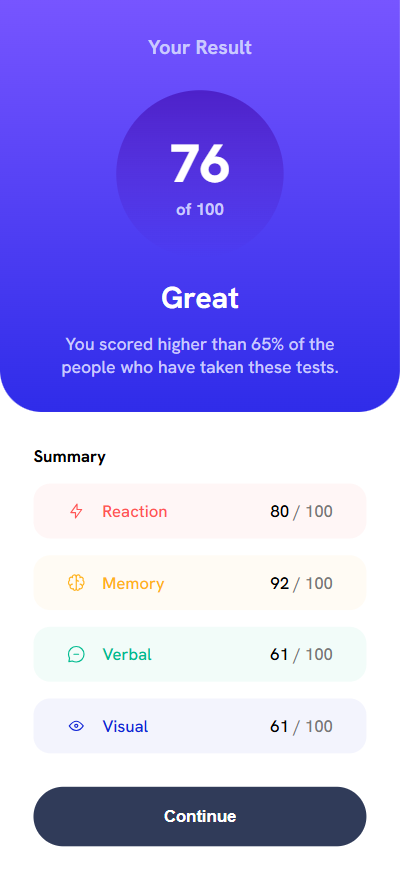 Your Result
76
of 100
Great
You scored higher than 65% of the
people who have taken these tests.
Summary
Reaction 80 / 100
Memory 92 / 100
Verbal 61 / 100
Visual 61 / 100
Continue